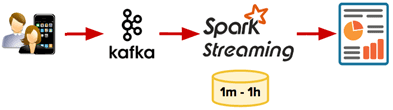 kafka
Spark
Streaming
1m - 1h